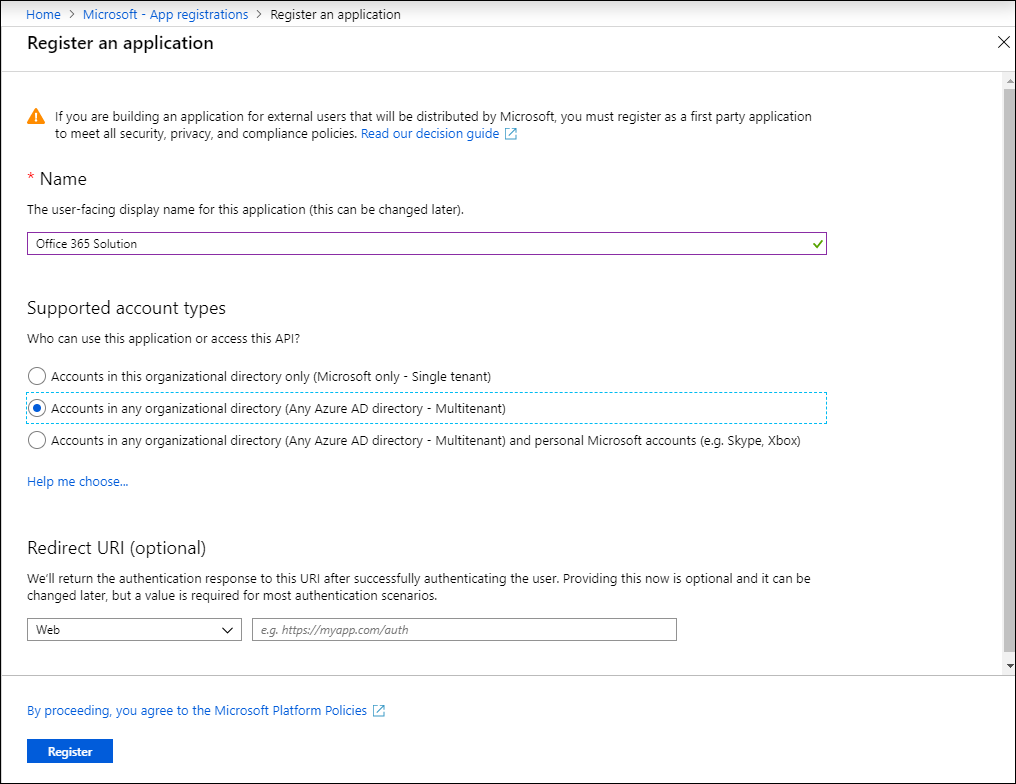 Home > Microsoft - App registrations > Register an application
Register an application
If you are building an application for external users that will be distributed by Microsoft, you must register as a first party application
to meet all security, privacy, and compliance policies. Read our decision guide
* Name
The user-facing display name for this application (this can be changed later).
Office 365 Solution
Supported account types
Who can use this application or access this API?
Accounts in this organizational directory only (Microsoft only - Single tenant)
Accounts in any organizational directory (Any Azure AD directory - Multitenant)
Accounts in any organizational directory (Any Azure AD directory - Multitenant) and personal Microsoft accounts (e.g. Skype, Xbox)
Help me choose...
Redirect URI (optional)
We'll return the authentication response to this URI after successfully authenticating the user. Providing this now is optional and it can be
changed later, but a value is required for most authentication scenarios.
Web e.g. https://myapp.com/auth
By proceeding, you agree to the Microsoft Platform Policies
Register